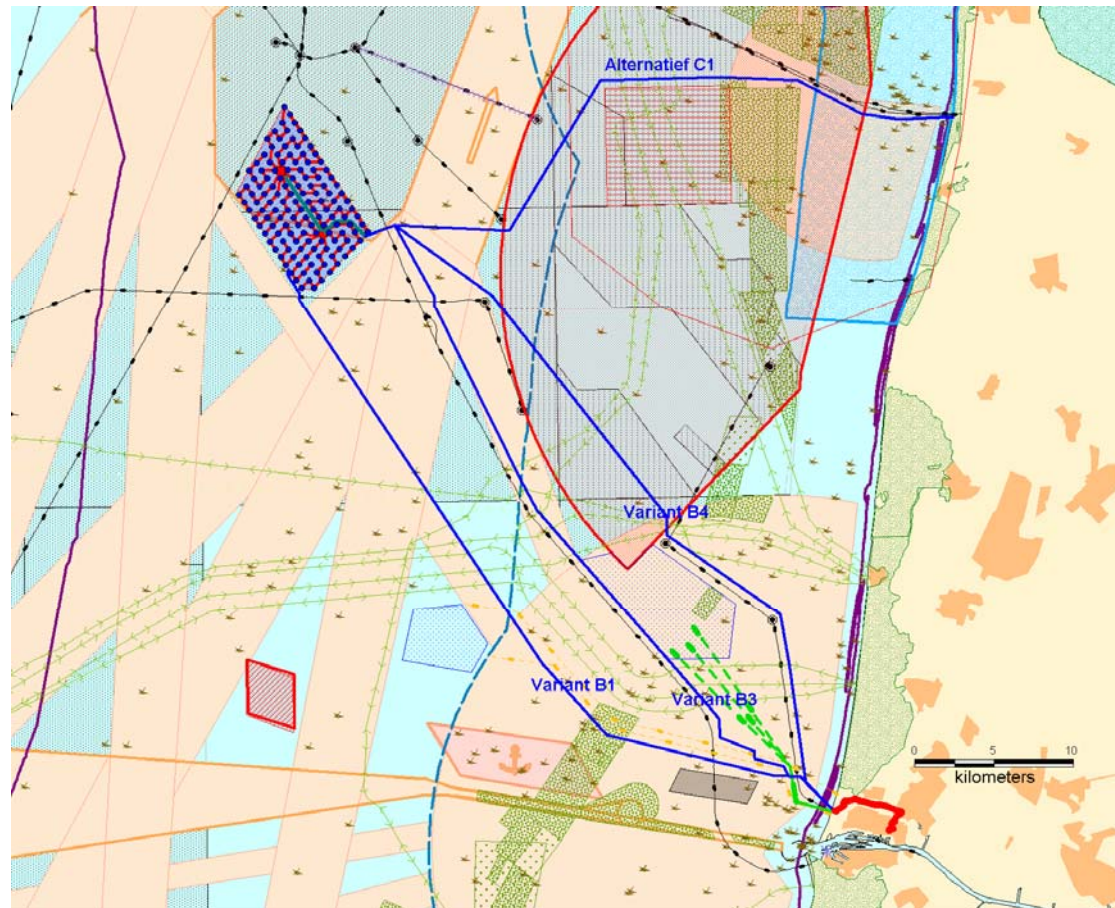 Alternatief C1
Variant B4
Variant B1
Variant B3
0 5 10
kilometers